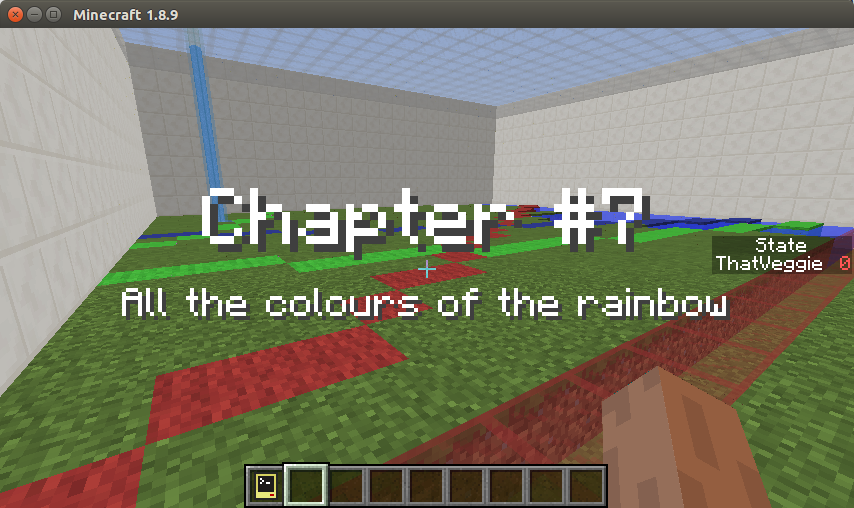 Minecraft 1.8.9
Chapter #7
All the colours of the rainbow
State
ThatVeggie 0